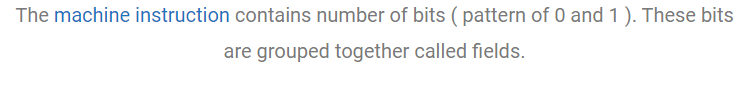 The machine instruction contains number of bits ( pattern of 0 and 1 ). These bits
are grouped together called fields.